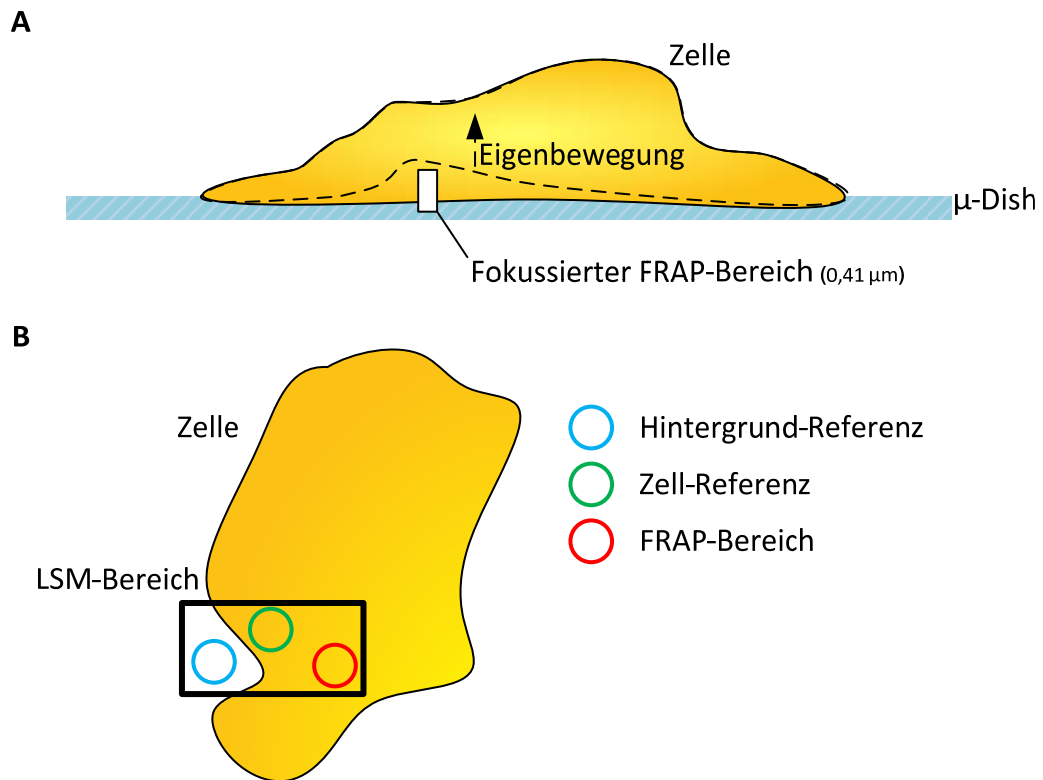 A
Zelle
Eigenbewegung
μ-Dish
Fokussierter FRAP-Bereich (0,41 μm)
B
Zelle
Hintergrund-Referenz
Zell-Referenz
FRAP-Bereich
LSM-Bereich